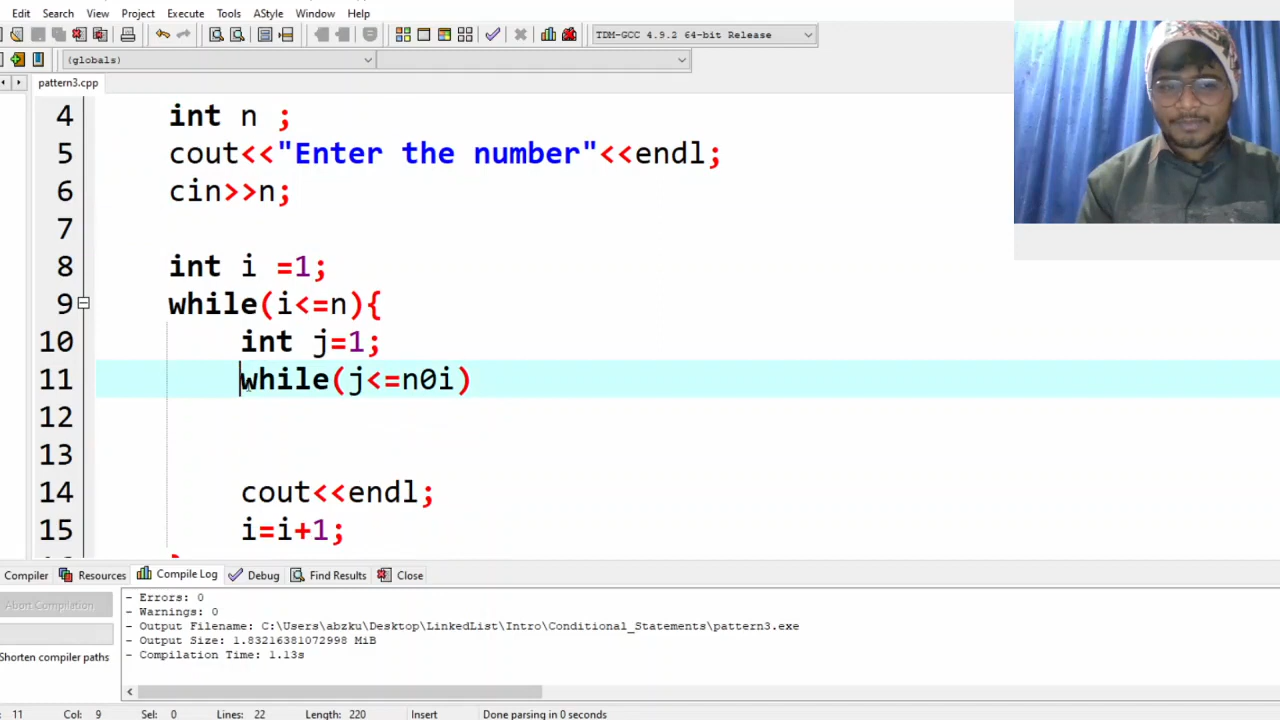 Edit Search View Project Execute Tools AStyle Window Help
TDM-GCC 4.9.2 64-bit Release
(globals)
pattern3.cpp
4 int n ;
5 cout<<"Enter the number"<<endl;
6 cin>>n;
7
8 int i =1;
9 while(i<=n){
10 int j=1;
11 while(j<=n0i)
12
13
14 cout<<endl;
15 i=i+1;
Compiler Resources Compile Log Debug Find Results Close
Abort Compilation
Shorten compiler paths
- Errors: 0
- Warnings: 0
- Output Filename: C:\Users\abzku\Desktop\LinkedList\Intro\Conditional_Statements\pattern3.exe
- Output Size: 1.83216381072998 MiB
- Compilation Time: 1.13s
11 Col: 9 Sel: 0 Lines: 22 Length: 220 Insert Done parsing in 0 seconds